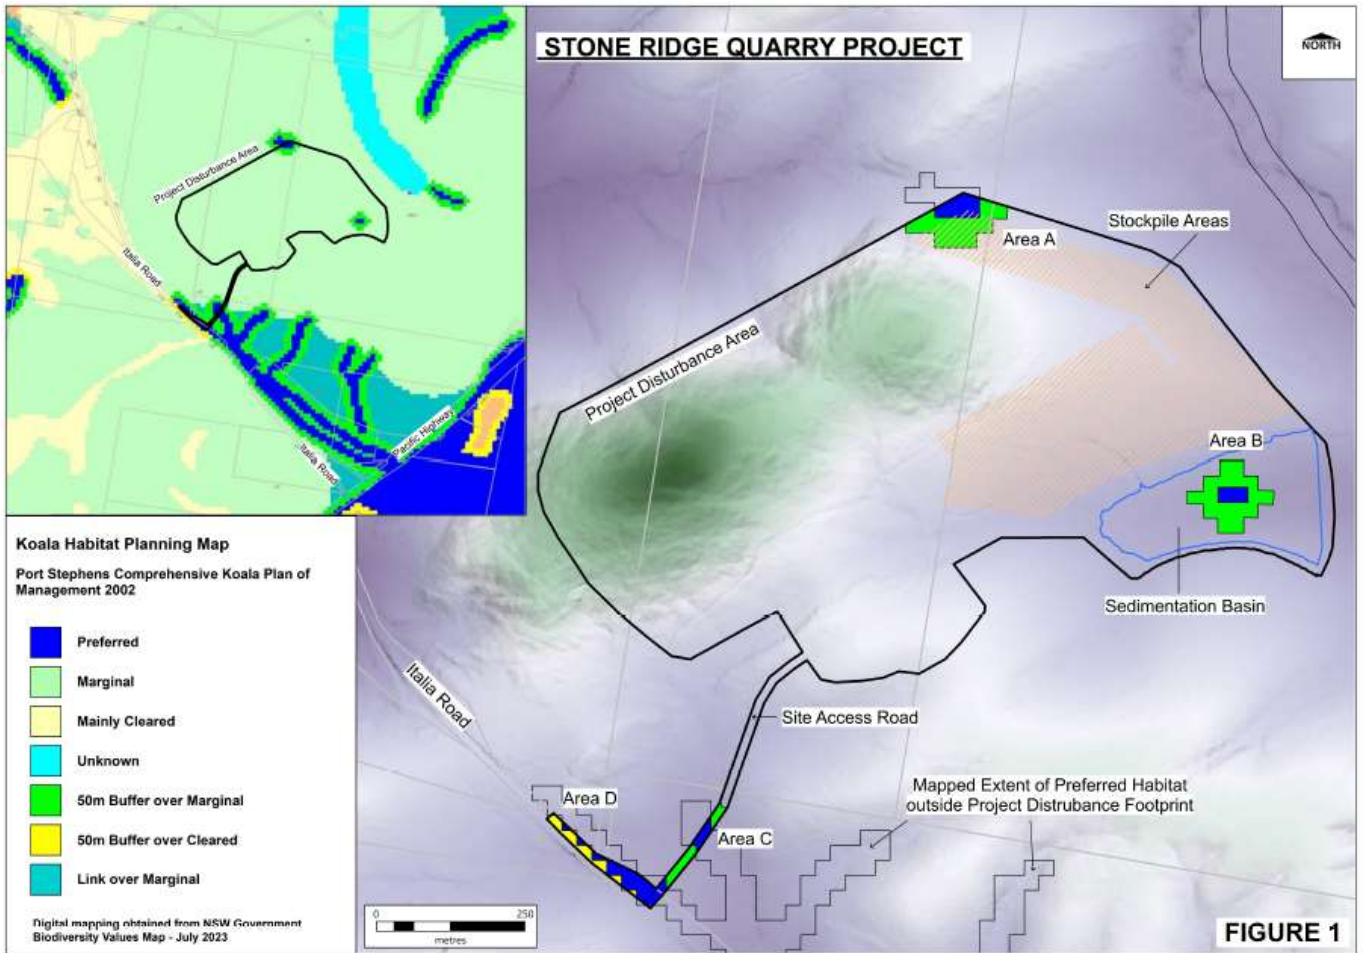 STONE RIDGE QUARRY PROJECT
NORTH
Project Disturbance Area
Italia Road
Italia Road
Pacific Highway
Stockpile Areas
Area A
Project Disturbance Area
Area B
Sedimentation Basin
Italia Road
Site Access Road
Mapped Extent of Preferred Habitat
outside Project Distrubance Footprint
Area D
Area C
Koala Habitat Planning Map
Port Stephens Comprehensive Koala Plan of
Management 2002
Preferred
Marginal
Mainly Cleared
Unknown
50m Buffer over Marginal
50m Buffer over Cleared
Link over Marginal
Digital mapping obtained from NSW Government
Biodiversity Values Map - July 2023
0 250
metres
FIGURE 1